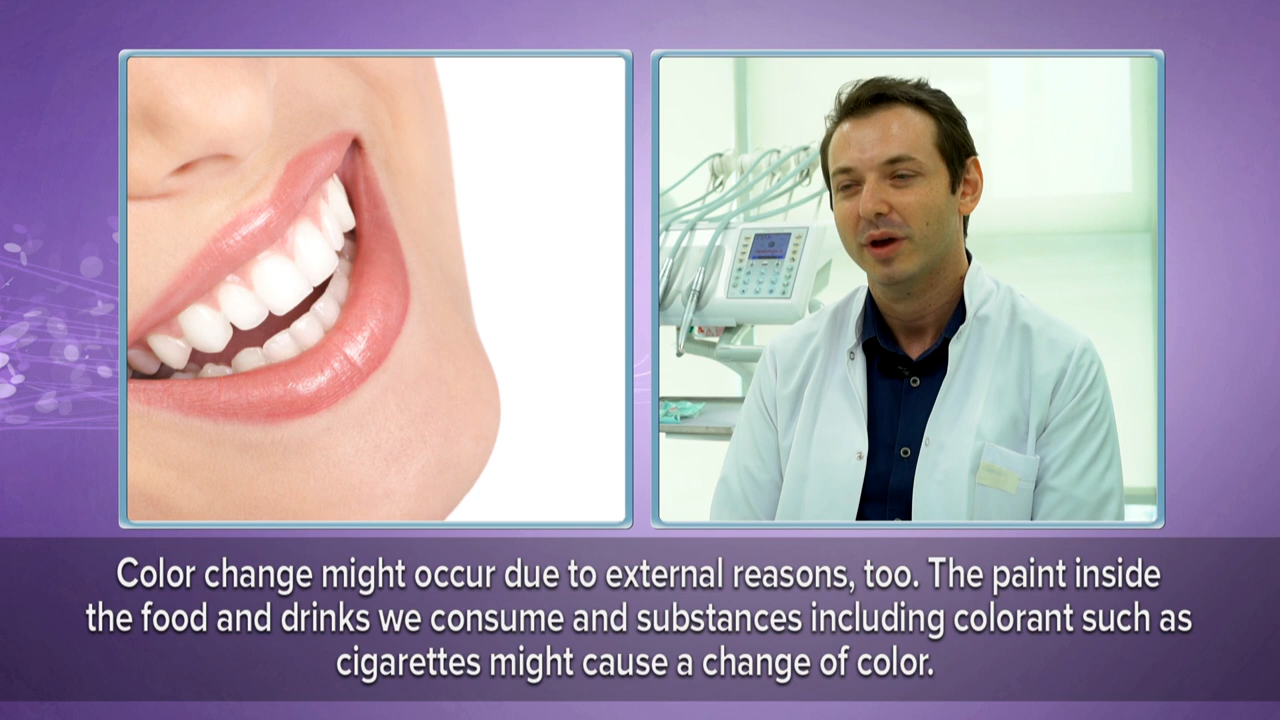 Color change might occur due to external reasons, too. The paint inside
the food and drinks we consume and substances including colorant such as
cigarettes might cause a change of color.